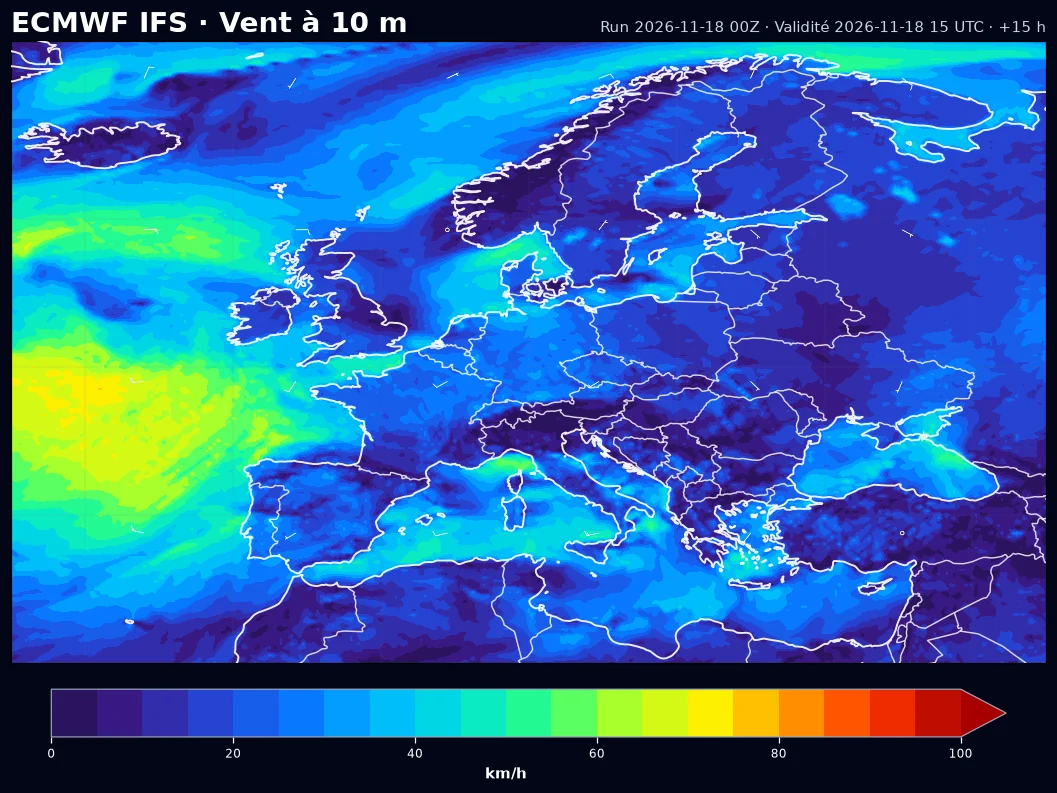 ECMWF IFS · Vent à 10 m
Run 2026-11-18 00Z · Validité 2026-11-18 15 UTC · +15 h
0 20 40 60 80 100
km/h